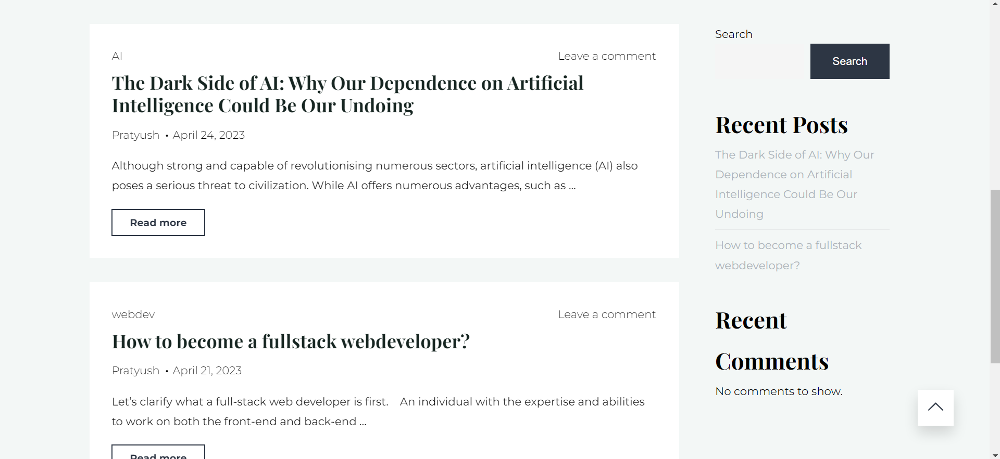 AI
Leave a comment
The Dark Side of AI: Why Our Dependence on Artificial
Intelligence Could Be Our Undoing
Pratyush • April 24, 2023
Although strong and capable of revolutionising numerous sectors, artificial intelligence (AI) also
poses a serious threat to civilization. While AI offers numerous advantages, such as ...
Read more
webdev
Leave a comment
How to become a fullstack webdeveloper?
Pratyush • April 21, 2023
Let’s clarify what a full-stack web developer is first.    An individual with the expertise and abilities
to work on both the front-end and back-end ...
Read more
Search
Search
Recent Posts
The Dark Side of AI: Why Our
Dependence on Artificial
Intelligence Could Be Our
Undoing
How to become a fullstack
webdeveloper?
Recent
Comments
No comments to show.